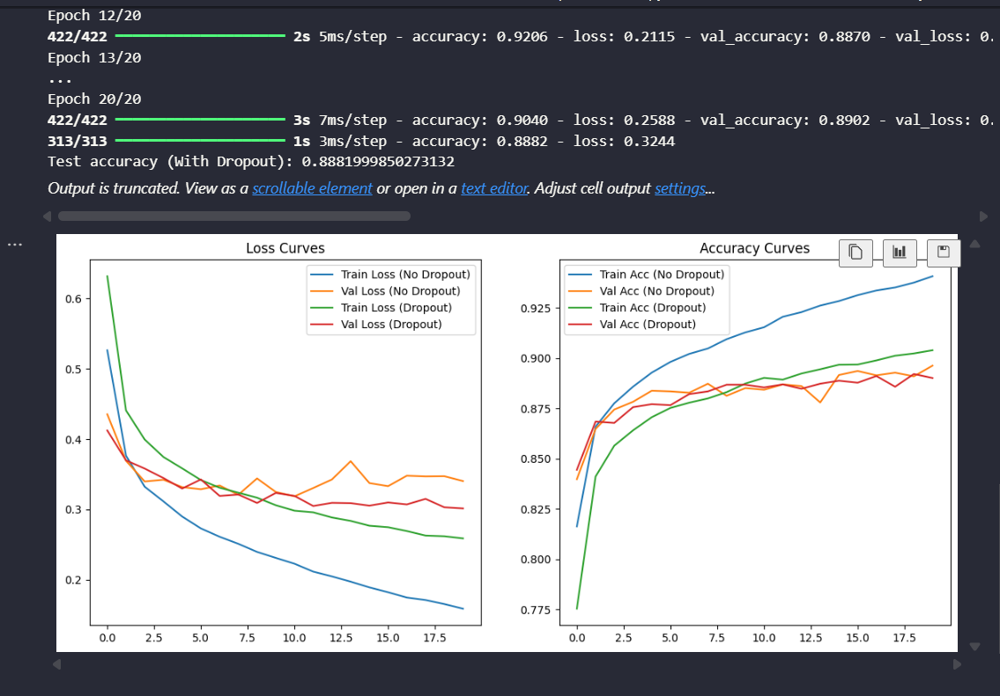 Epoch 12/20
422/422 ━━━━━━━━━━━━━━━━━━━━ 2s 5ms/step - accuracy: 0.9206 - loss: 0.2115 - val_accuracy: 0.8870 - val_loss: 0.
Epoch 13/20
...
Epoch 20/20
422/422 ━━━━━━━━━━━━━━━━━━━━ 3s 7ms/step - accuracy: 0.9040 - loss: 0.2588 - val_accuracy: 0.8902 - val_loss: 0.
313/313 ━━━━━━━━━━━━━━━━━━━━ 1s 3ms/step - accuracy: 0.8882 - loss: 0.3244
Test accuracy (With Dropout): 0.8881999850273132
Output is truncated. View as a scrollable element or open in a text editor. Adjust cell output settings...
...
Loss Curves
Train Loss (No Dropout)
Val Loss (No Dropout)
Train Loss (Dropout)
Val Loss (Dropout)
0.6
0.5
0.4
0.3
0.2
0.0 2.5 5.0 7.5 10.0 12.5 15.0 17.5
Accuracy Curves
Train Acc (No Dropout)
Val Acc (No Dropout)
Train Acc (Dropout)
Val Acc (Dropout)
0.925
0.900
0.875
0.850
0.825
0.800
0.775
0.0 2.5 5.0 7.5 10.0 12.5 15.0 17.5